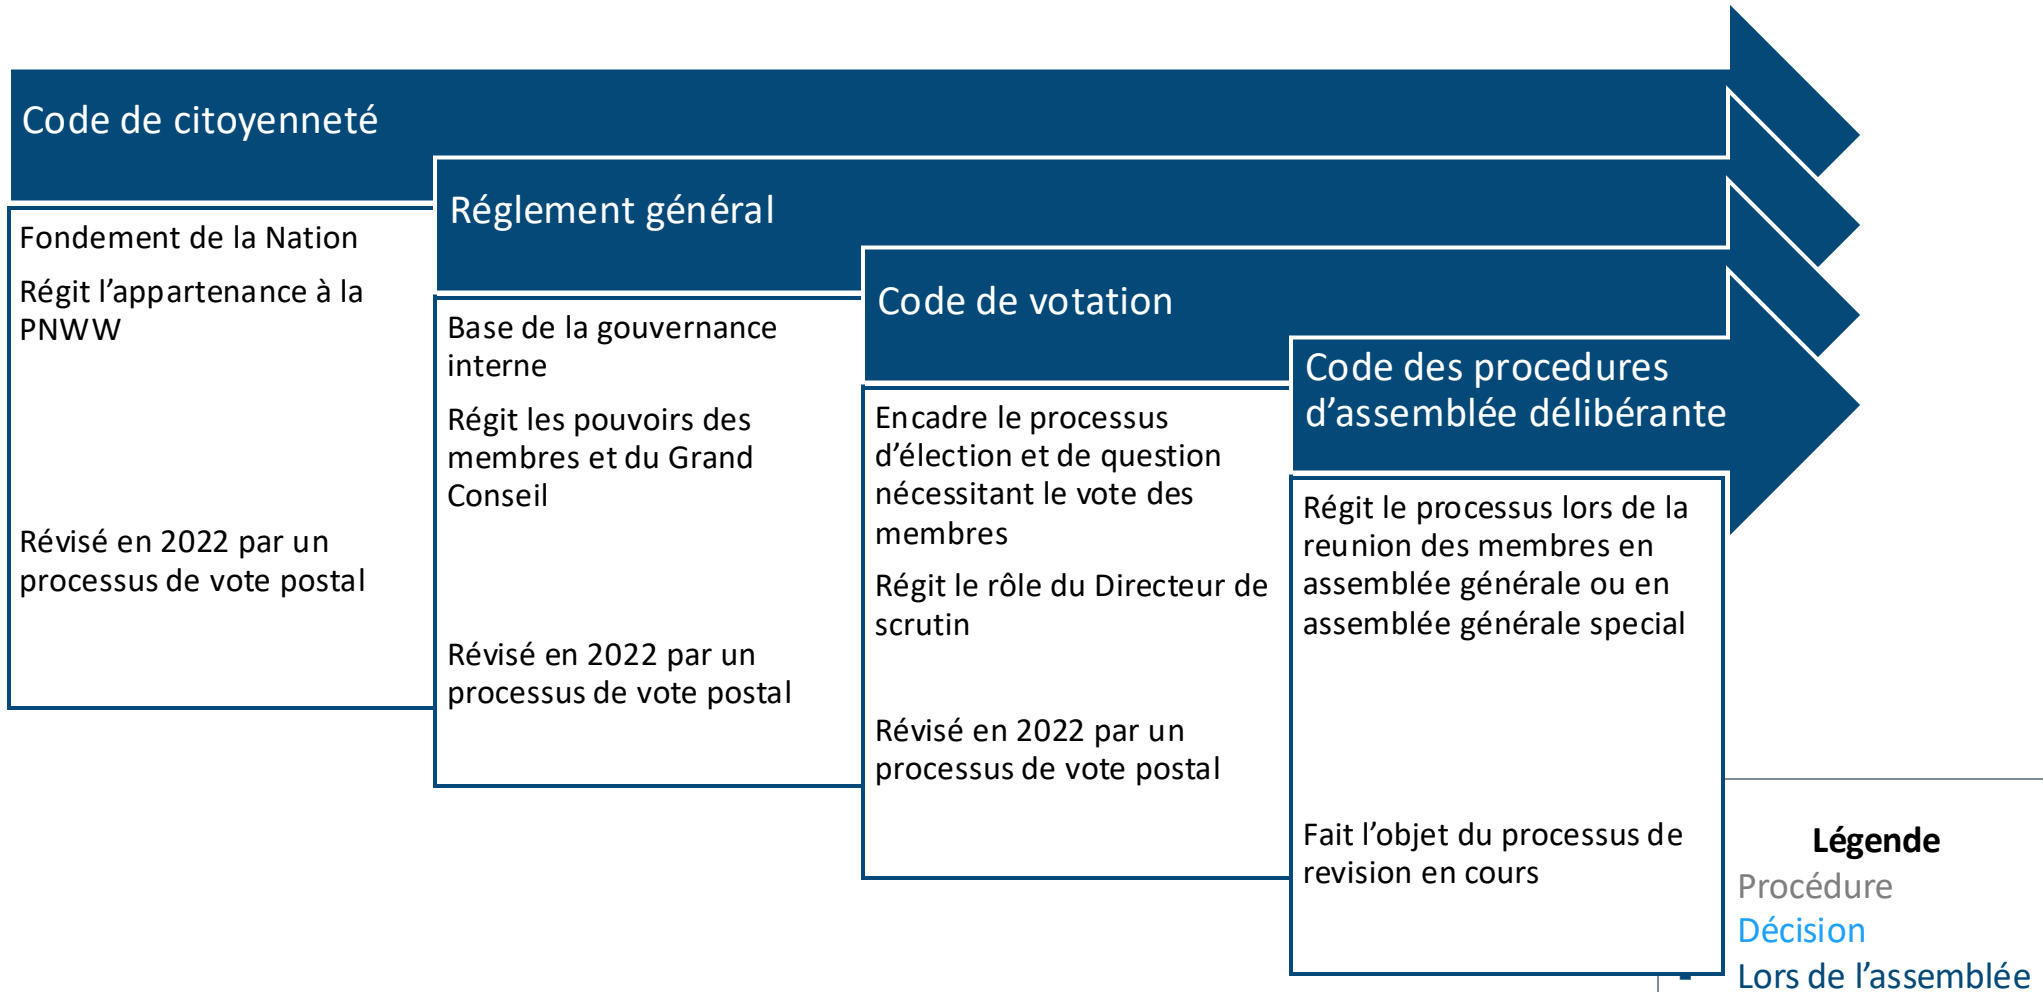 Code de citoyenneté
Fondement de la Nation
Régit l’appartenance à la
PNWW
Révisé en 2022 par un
processus de vote postal
Réglement général
Base de la gouvernance
interne
Régit les pouvoirs des
membres et du Grand
Conseil
Révisé en 2022 par un
processus de vote postal
Code de votation
Encadre le processus
d’élection et de question
nécessitant le vote des
membres
Régit le rôle du Directeur de
scrutin
Révisé en 2022 par un
processus de vote postal
Code des procedures
d’assemblée délibérante
Régit le processus lors de la
reunion des membres en
assemblée générale ou en
assemblée générale special
Fait l’objet du processus de
revision en cours
Légende
Procédure
Décision
Lors de l’assemblée